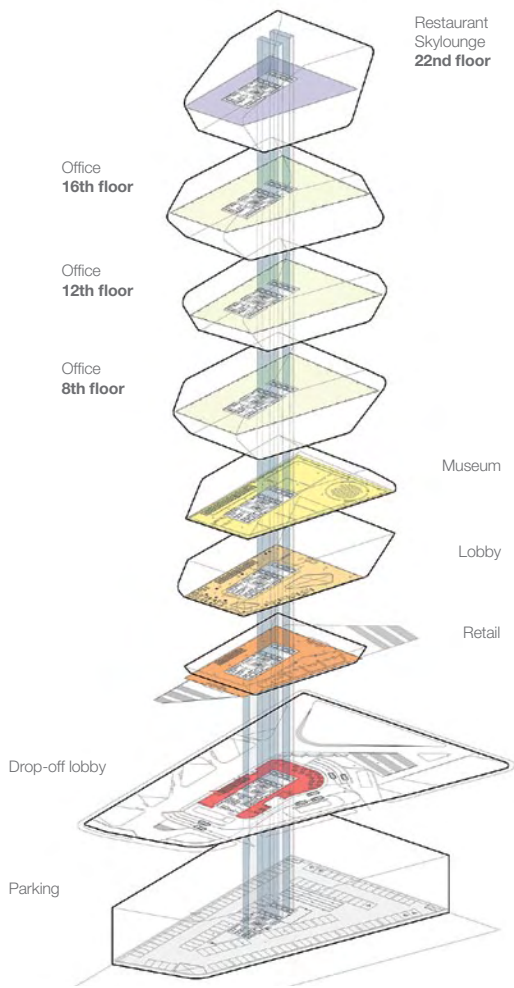 Restaurant
Skylounge
22nd floor
Office
16th floor
Office
12th floor
Office
8th floor
Museum
Lobby
Retail
Drop-off lobby
Parking